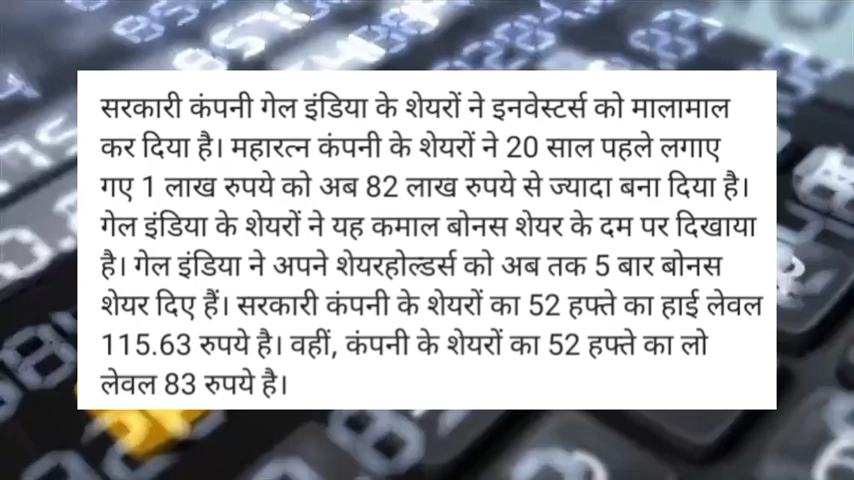 सरकारी कंपनी गेल इंडिया के शेयरों ने इनवेस्टर्स को मालामाल
कर दिया है। महारत्न कंपनी के शेयरों ने 20 साल पहले लगाए
गए 1 लाख रुपये को अब 82 लाख रुपये से ज्यादा बना दिया है।
गेल इंडिया के शेयरों ने यह कमाल बोनस शेयर के दम पर दिखाया
है। गेल इंडिया ने अपने शेयरहोल्डर्स को अब तक 5 बार बोनस
शेयर दिए हैं। सरकारी कंपनी के शेयरों का 52 हफ्ते का हाई लेवल
115.63 रुपये है। वहीं, कंपनी के शेयरों का 52 हफ्ते का लो
लेवल 83 रुपये है।